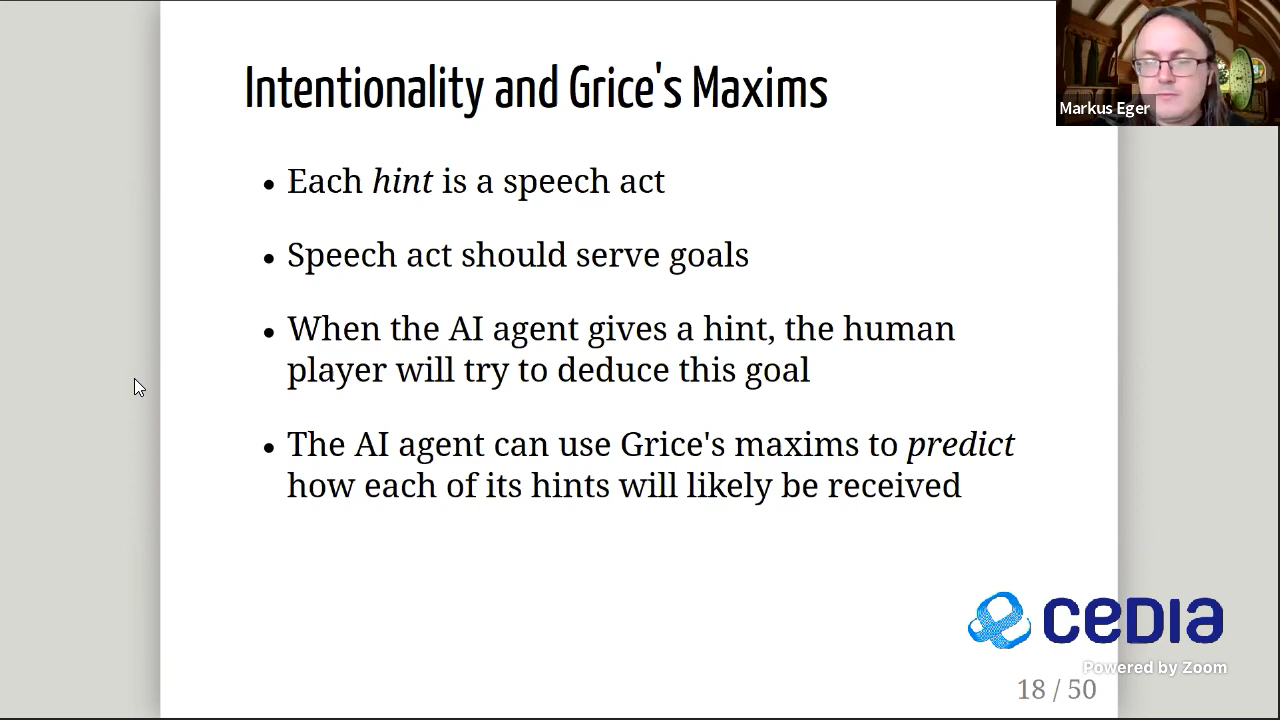 Intentionality and Grice's Maxims
Markus Eger
• Each hint is a speech act
• Speech act should serve goals
• When the AI agent gives a hint, the human
player will try to deduce this goal
• The AI agent can use Grice's maxims to predict
how each of its hints will likely be received
CEDIA
Powered by Zoom
18 / 50